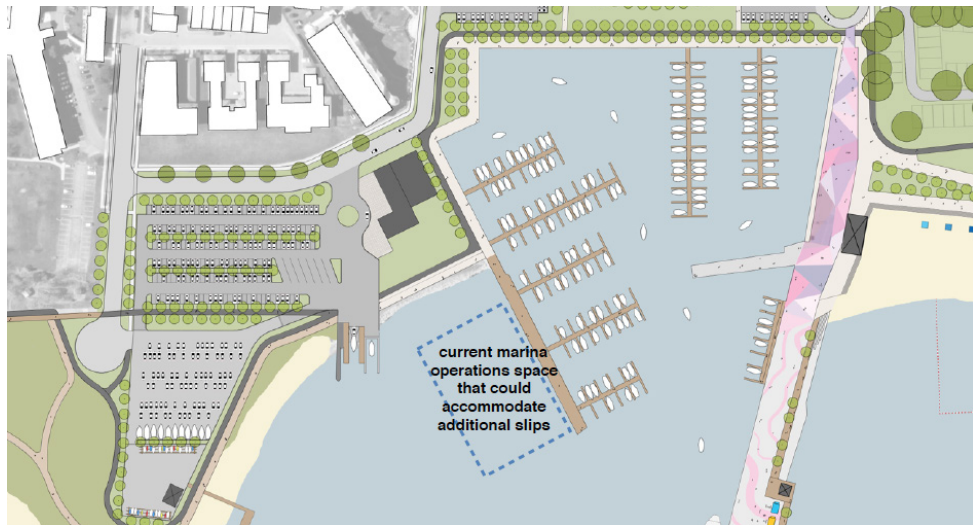 current marina
operations space
that could
accommodate
additional slips